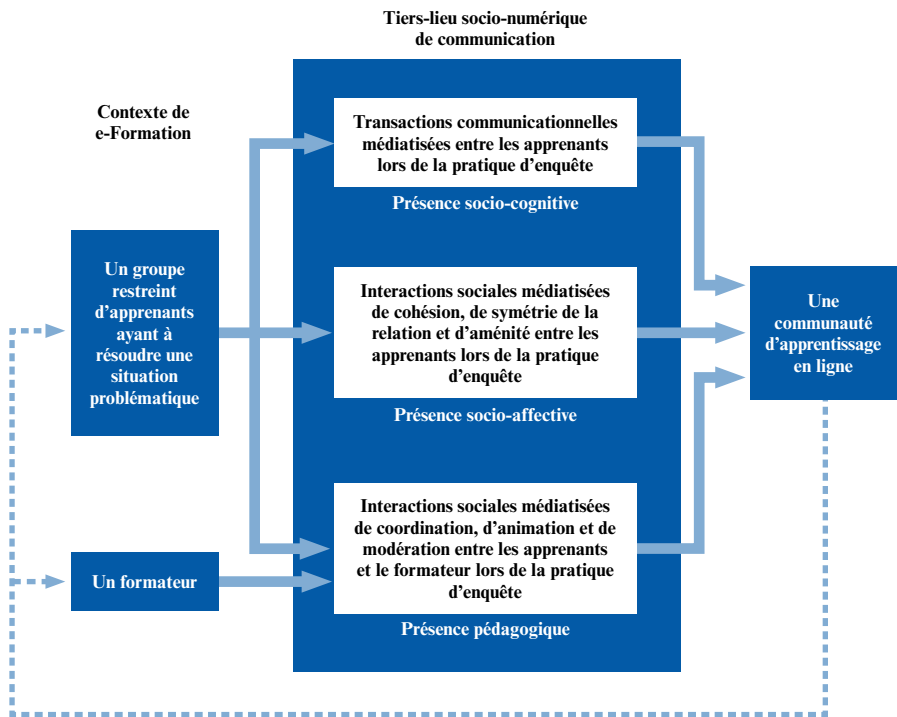 Tiers-lieu socio-numérique
de communication
Contexte de
e-Formation
Transactions communicationnelles
médiatisées entre les apprenants
lors de la pratique d'enquête
Présence socio-cognitive
Un groupe
restreint
d'apprenants
ayant à
résoudre une
situation
problématique
Interactions sociales médiatisées
de cohésion, de symétrie de la
relation et d'aménité entre les
apprenants lors de la pratique
d'enquête
Présence socio-affective
Une
communauté
d'apprentissage
en ligne
Un formateur
Interactions sociales médiatisées
de coordination, d'animation et de
modération entre les apprenants
et le formateur lors de la pratique
d'enquête
Présence pédagogique